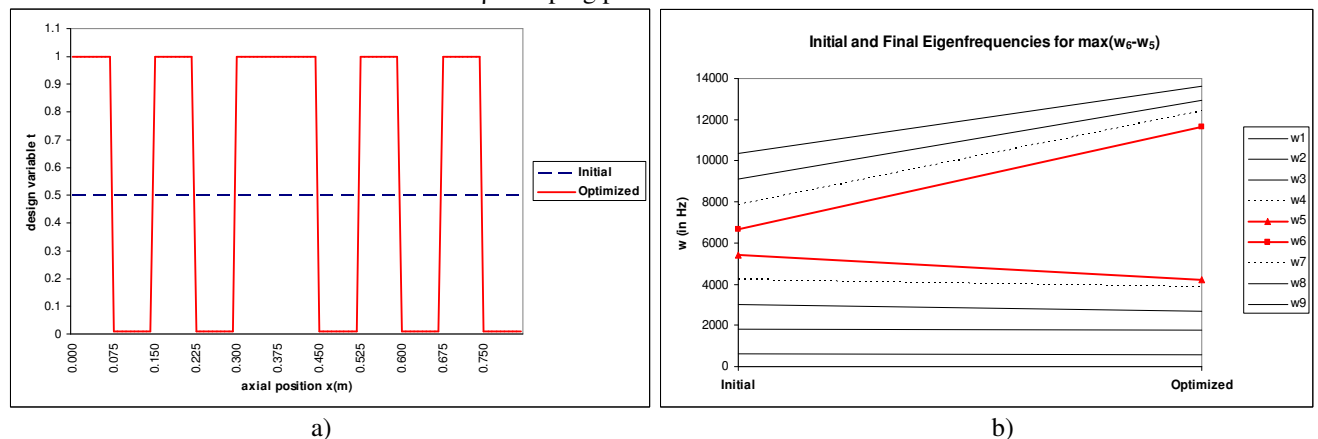 1.1
1
0.9
0.8
0.7
0.6
0.5
0.4
0.3
0.2
0.1
0
design variable t
0.000
0.075
0.150
0.225
0.300
0.375
0.450
0.525
0.600
0.675
0.750
axial position x(m)
Initial
Optimized
a)
Initial and Final Eigenfrequencies for max(w6-w5)
14000
12000
10000
8000
6000
4000
2000
0
w (in Hz)
Initial
Optimized
w1
w2
w3
w4
w5
w6
w7
w8
w9
b)